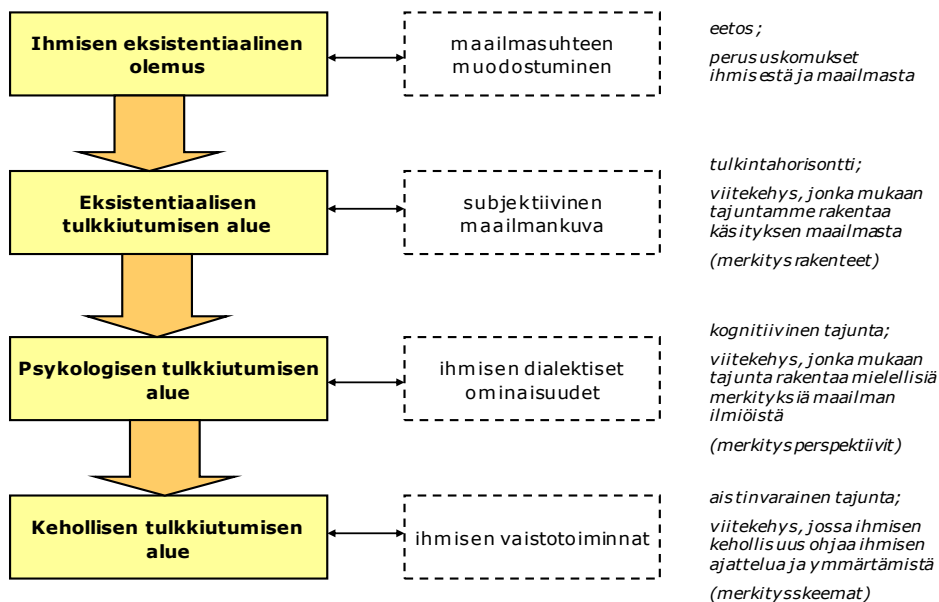 Ihmisen eksistentiaalinen
olemus
maailmasuhteen
muodostuminen
eetos;
perususkomukset
ihmisestä ja maailmasta
Eksistentiaalisen
tulkkiutumisen alue
subjektiivinen
maailmankuva
tulkintahorisontti;
viitekehys, jonka mukaan
tajuntamme rakentaa
käsityksen maailmasta
(merkitysrakenteet)
Psykologisen tulkkiutumisen
alue
ihmisen dialektiset
ominaisuudet
kognitiivinen tajunta;
viitekehys, jonka mukaan
tajunta rakentaa mielellisiä
merkityksiä maailman
ilmiöistä
(merkitysperspektiivit)
Kehollisen tulkkiutumisen
alue
ihmisen vaistotoiminnat
aistinvarainen tajunta;
viitekehys, jossa ihmisen
kehollisuus ohjaa ihmisen
ajattelua ja ymmärtämistä
(merkitysskeemat)